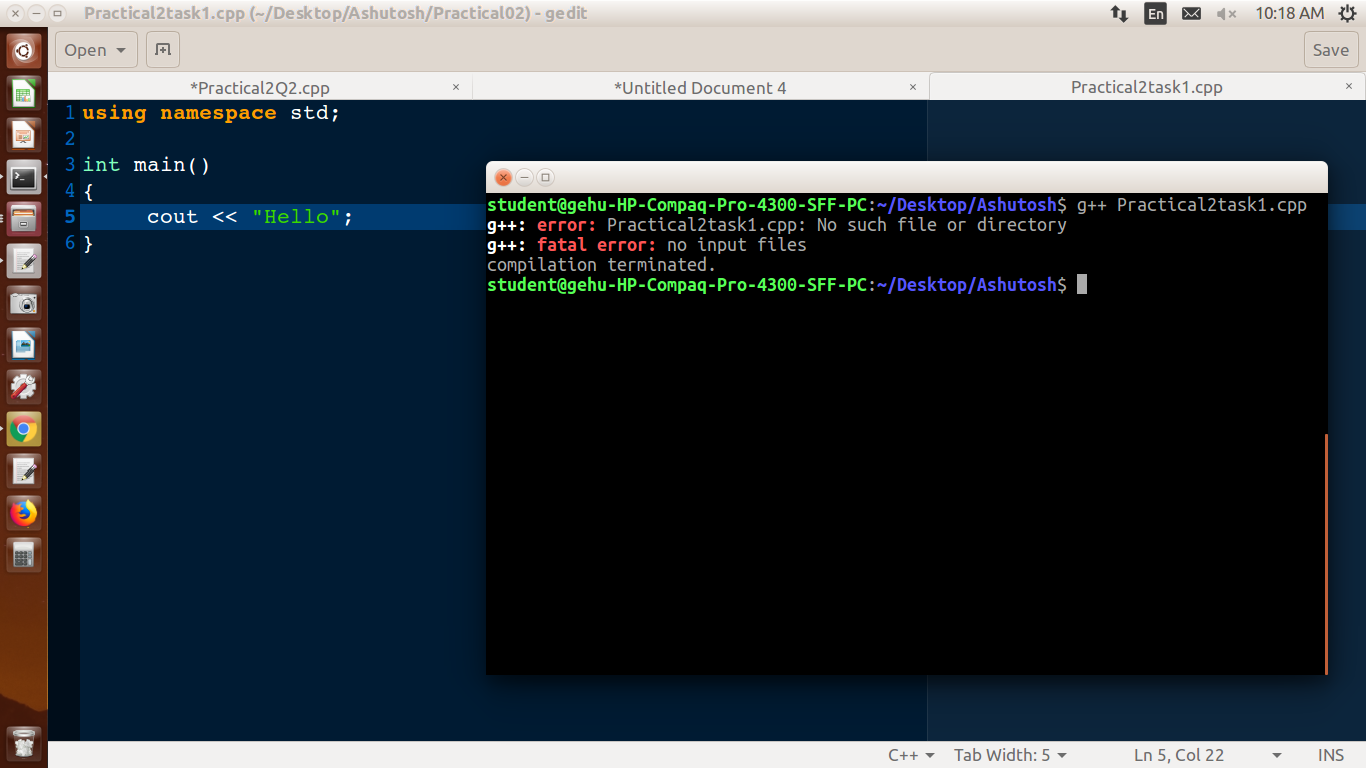 Practical2task1.cpp (~/Desktop/Ashutosh/Practical02) - gedit
En
10:18 AM
Open
Save
*Practical2Q2.cpp ×
*Untitled Document 4 ×
Practical2task1.cpp ×
1 using namespace std;
2
3 int main()
4 {
5 cout << "Hello";
6 }
student@gehu-HP-Compaq-Pro-4300-SFF-PC:~/Desktop/Ashutosh$ g++ Practical2task1.cpp
g++: error: Practical2task1.cpp: No such file or directory
g++: fatal error: no input files
compilation terminated.
student@gehu-HP-Compaq-Pro-4300-SFF-PC:~/Desktop/Ashutosh$
C++ Tab Width: 5 Ln 5, Col 22 INS